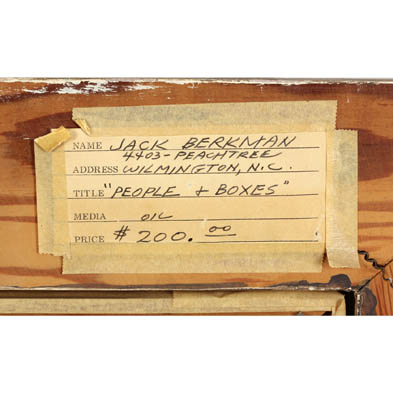 NAME JACK BERKMAN
4403-PEACHTREE
ADDRESS WILMINGTON, N.C.
TITLE "PEOPLE + BOXES"
MEDIA OIL
PRICE $200.00